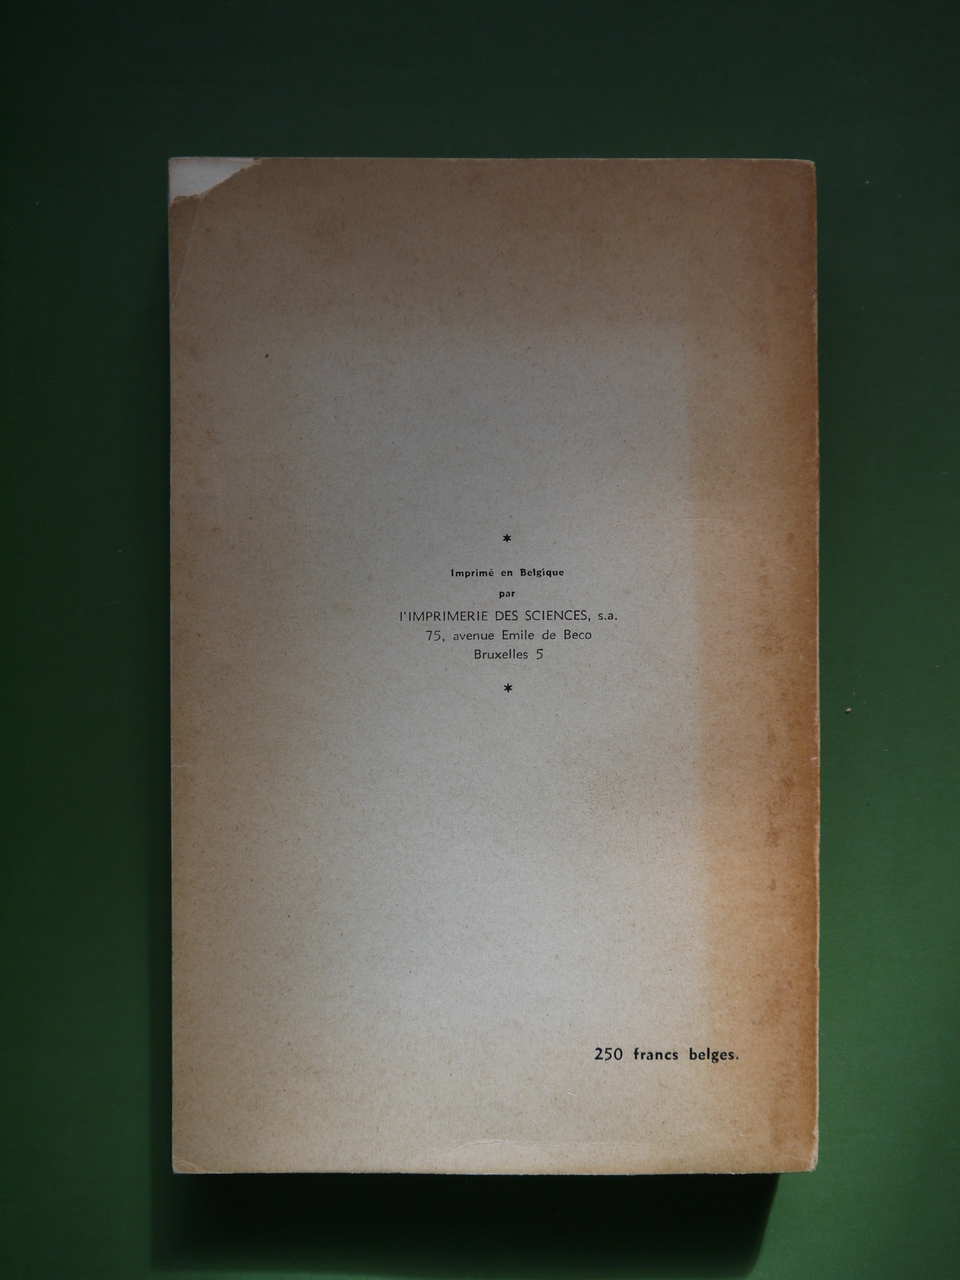 *
Imprimé en Belgique
par
l'IMPRIMERIE DES SCIENCES, s.a.
75, avenue Emile de Beco
Bruxelles 5
*
250 francs belges.